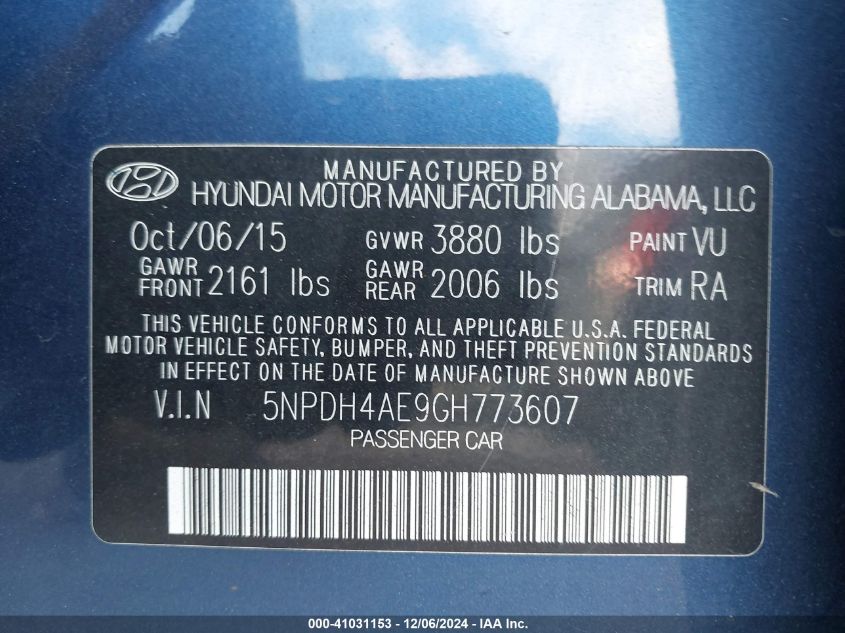 MANUFACTURED BY
HYUNDAI MOTOR MANUFACTURING ALABAMA, LLC
Oct/06/15 GVWR 3880 lbs PAINT VU
GAWR FRONT 2161 lbs GAWR REAR 2006 lbs TRIM RA
THIS VEHICLE CONFORMS TO ALL APPLICABLE U.S.A. FEDERAL
MOTOR VEHICLE SAFETY, BUMPER, AND THEFT PREVENTION STANDARDS
IN EFFECT ON THE DATE OF MANUFACTURE SHOWN ABOVE
V.I.N 5NPDH4AE9GH773607
PASSENGER CAR
000-41031153 - 12/06/2024 - IAA Inc.